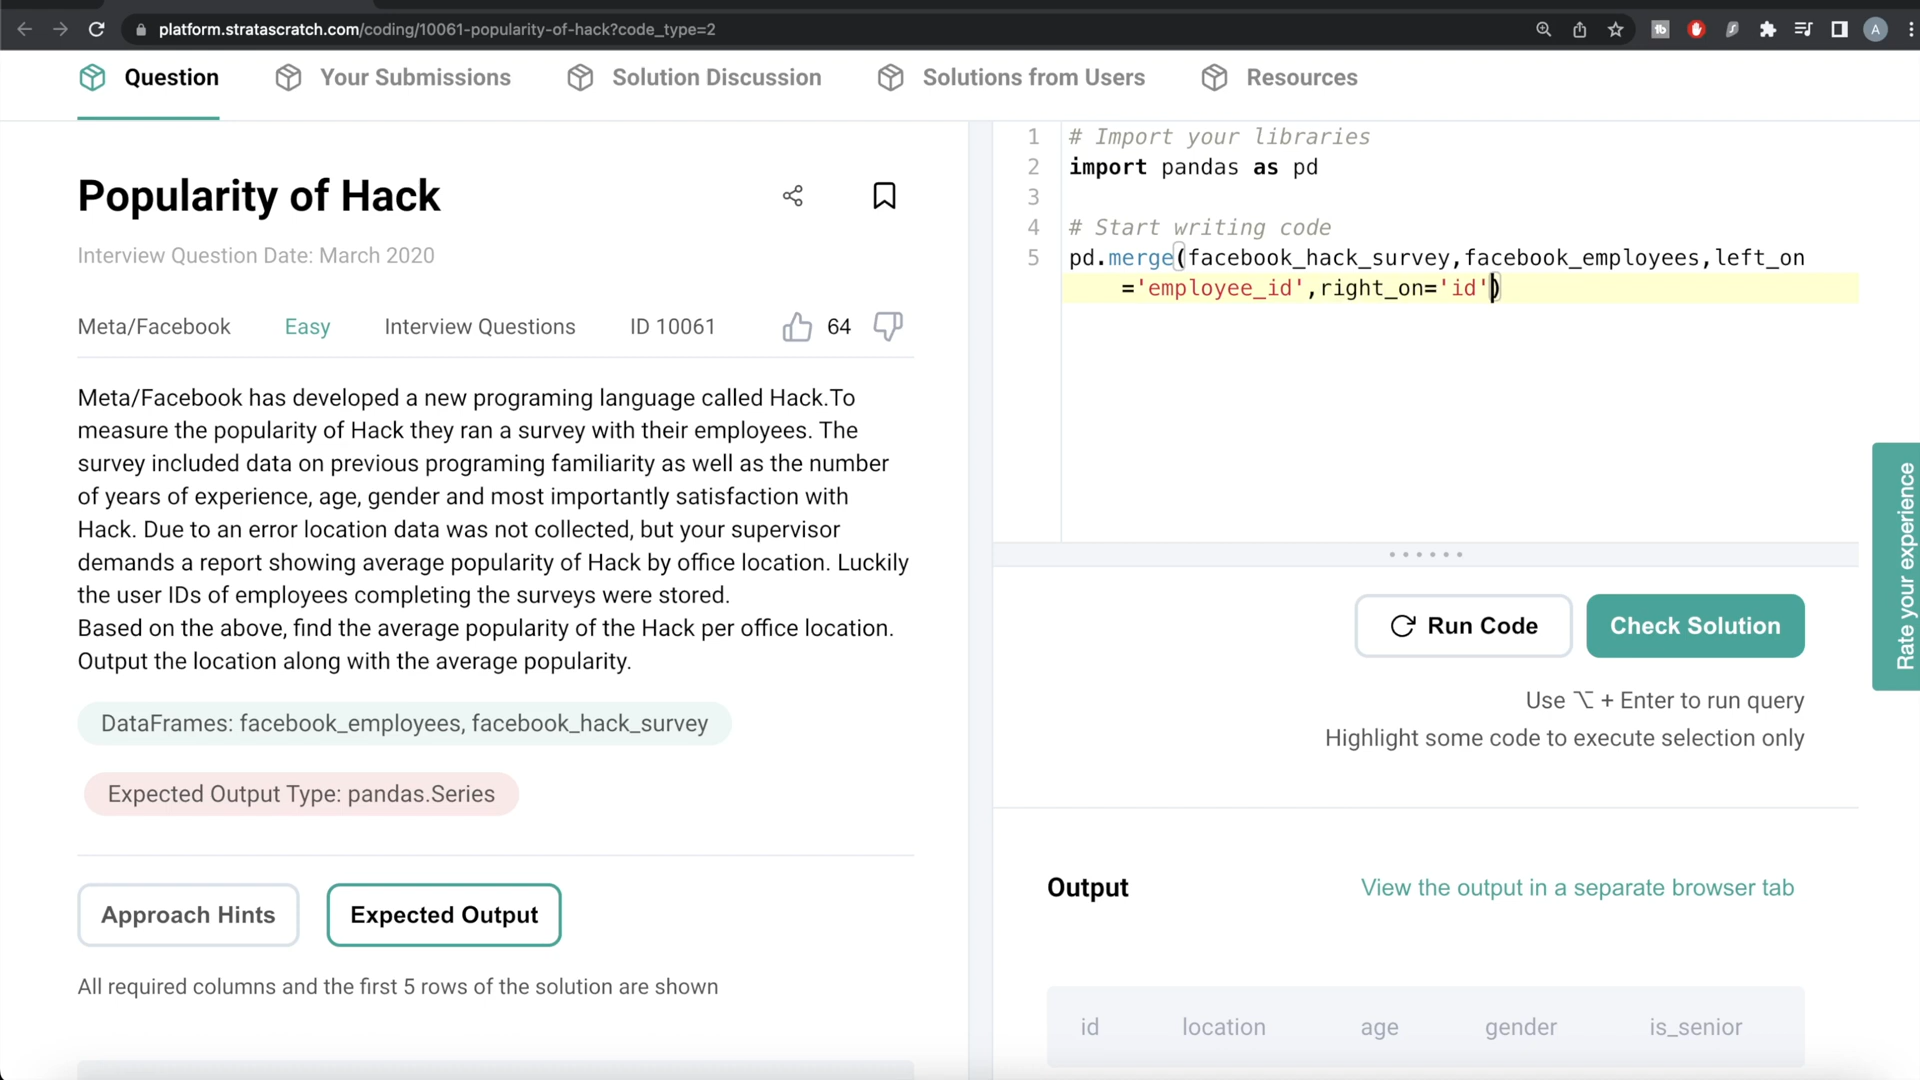 platform.stratascratch.com/coding/10061-popularity-of-hack?code_type=2
A
Question
Your Submissions
Solution Discussion
Solutions from Users
Resources
Popularity of Hack
Interview Question Date: March 2020
Meta/Facebook
Easy
Interview Questions
ID 10061
64
Meta/Facebook has developed a new programing language called Hack.To
measure the popularity of Hack they ran a survey with their employees. The
survey included data on previous programing familiarity as well as the number
of years of experience, age, gender and most importantly satisfaction with
Hack. Due to an error location data was not collected, but your supervisor
demands a report showing average popularity of Hack by office location. Luckily
the user IDs of employees completing the surveys were stored.
Based on the above, find the average popularity of the Hack per office location.
Output the location along with the average popularity.
DataFrames: facebook_employees, facebook_hack_survey
Expected Output Type: pandas.Series
Approach Hints
Expected Output
All required columns and the first 5 rows of the solution are shown
1 # Import your libraries
2 import pandas as pd
3
4 # Start writing code
5 pd.merge(facebook_hack_survey,facebook_employees,left_on
='employee_id',right_on='id')
Run Code
Check Solution
Use ⌥ + Enter to run query
Highlight some code to execute selection only
Output
View the output in a separate browser tab
id location age gender is_senior
Rate your experience